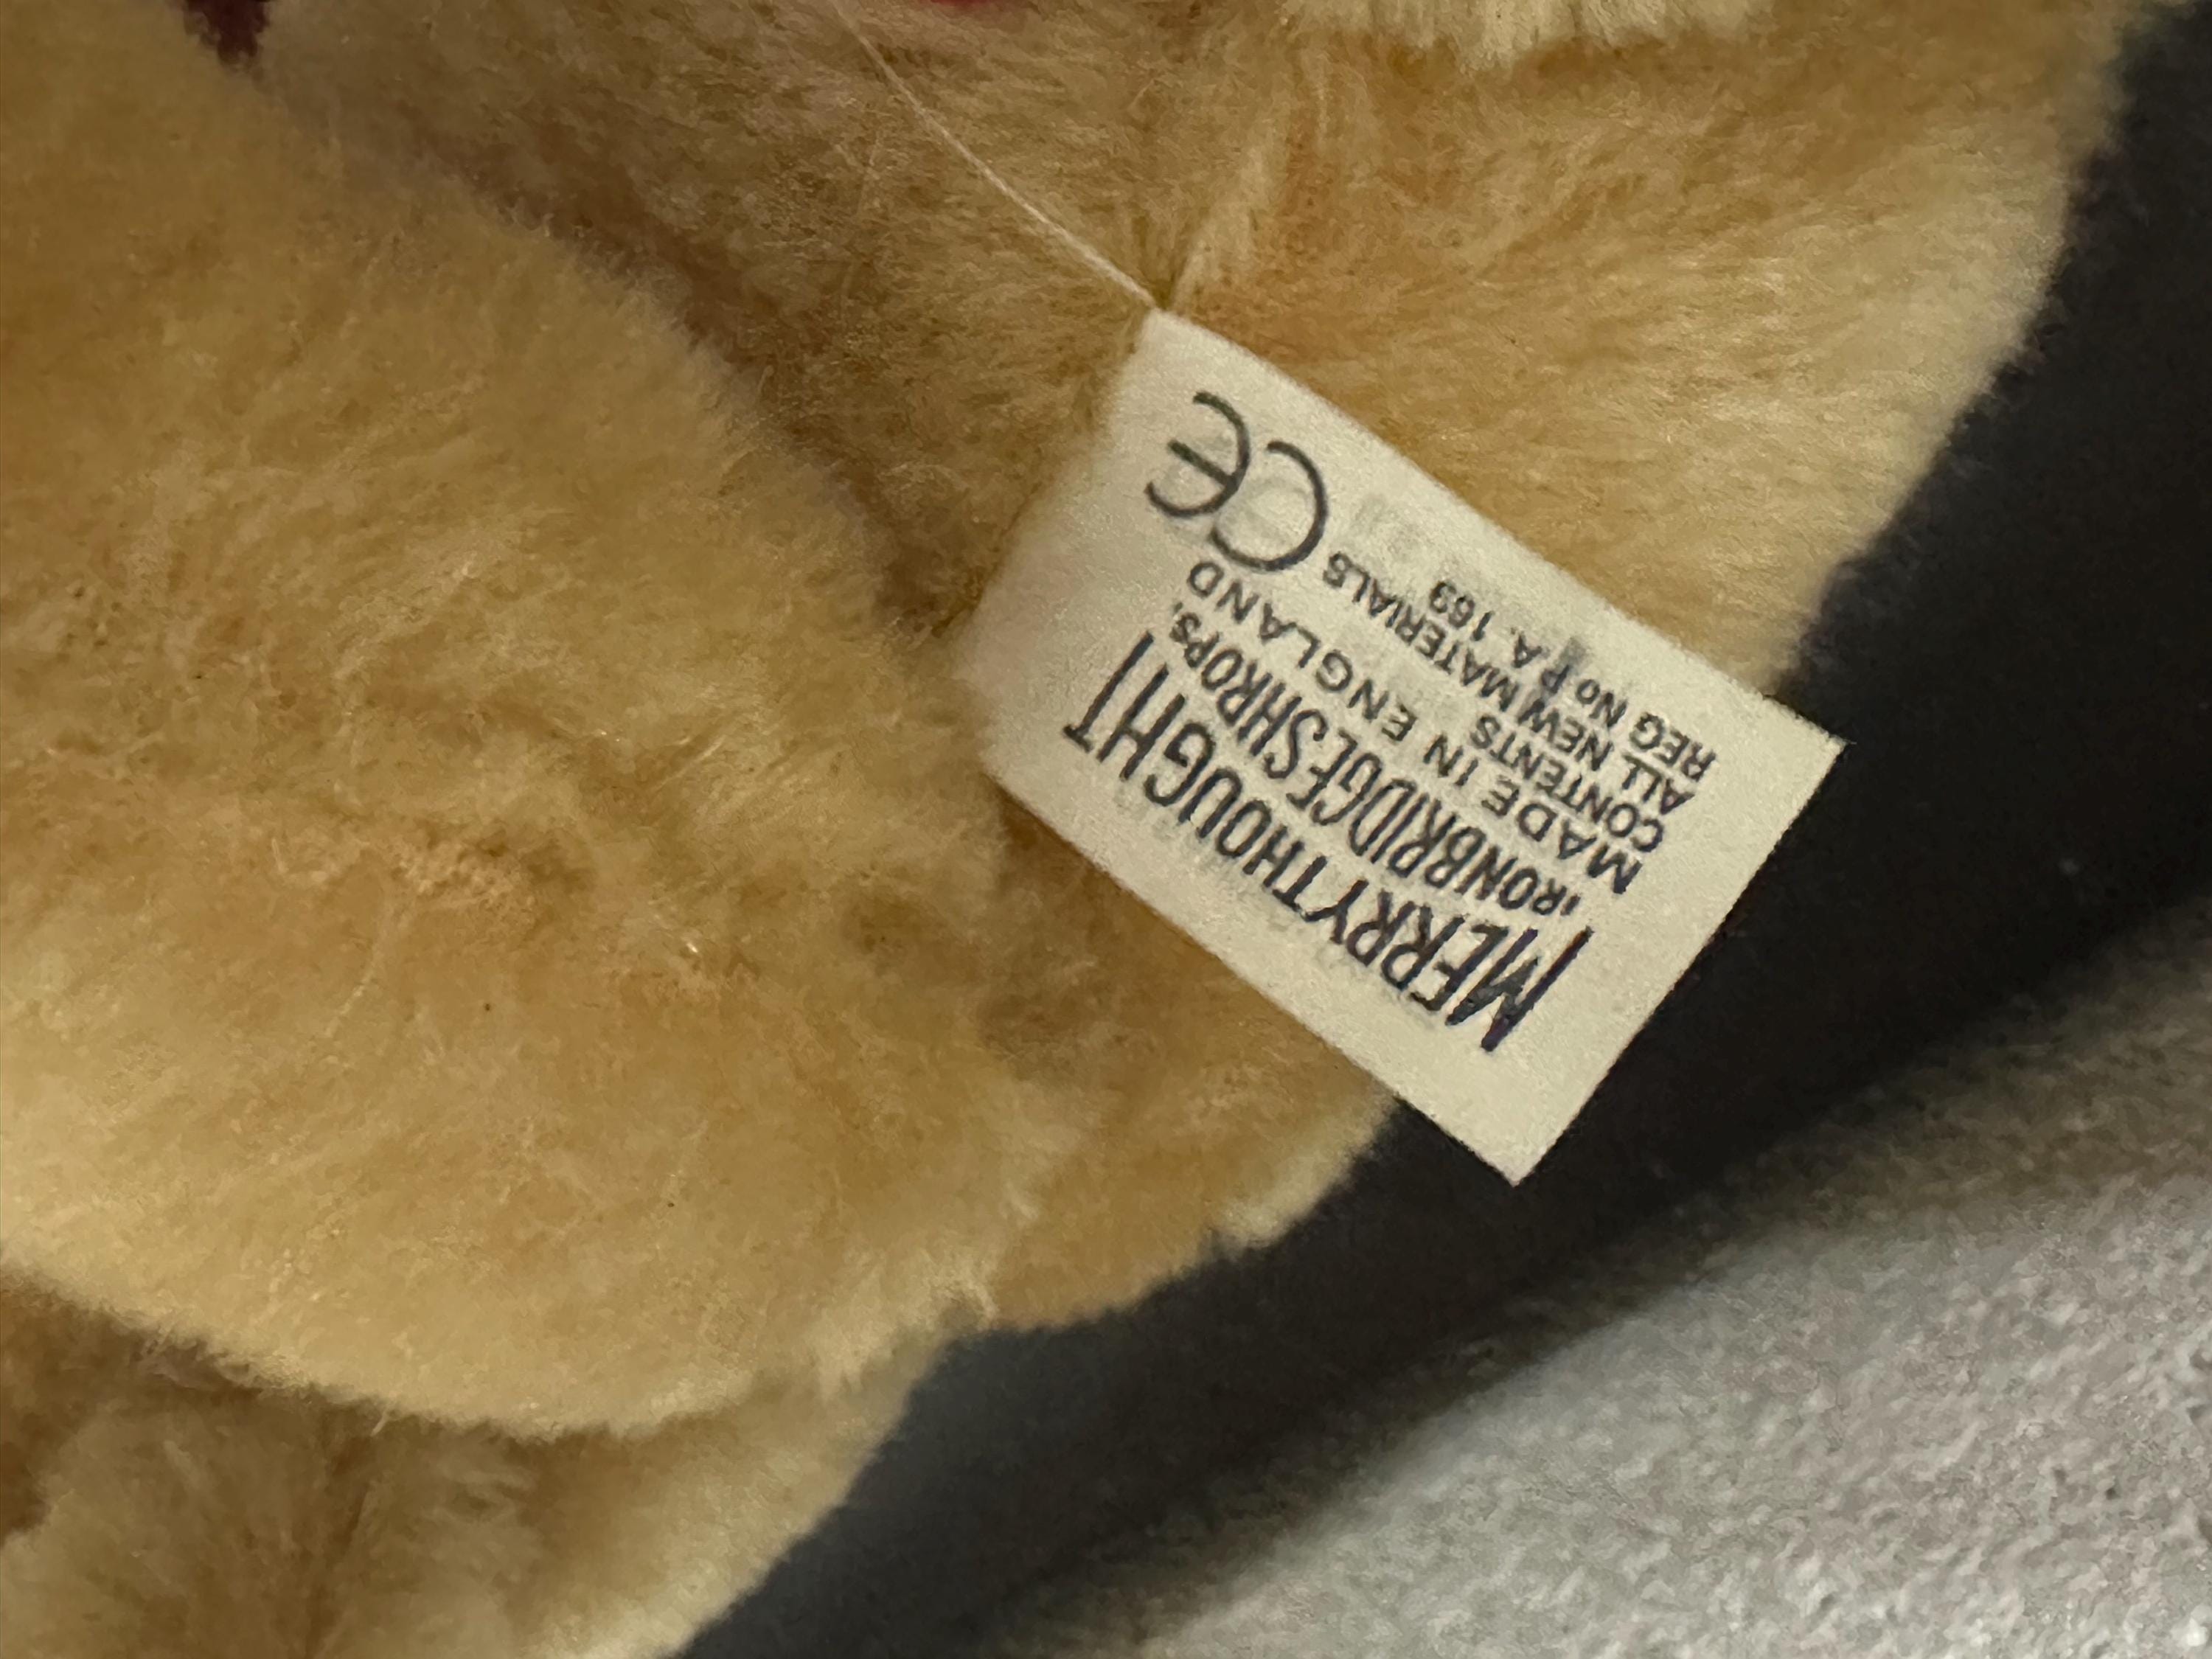 MERRYTHOUGHT
IRONBRIDGE SHROPS.
MADE IN ENGLAND
CONTENTS
ALL NEW MATERIALS
REG No P A. 169
CE